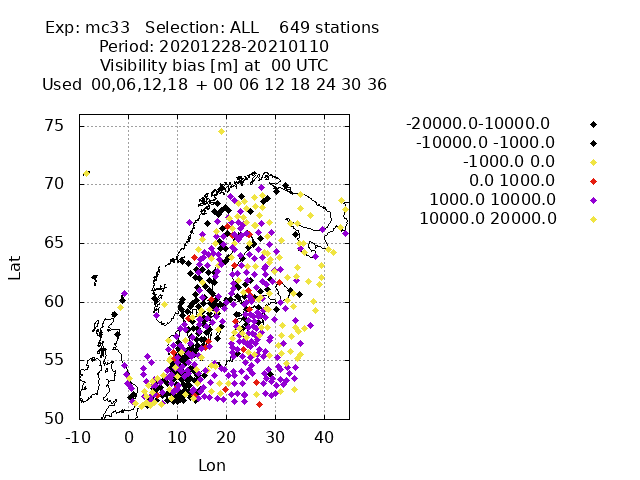 Exp: mc33   Selection: ALL    649 stations
Period: 20201228-20210110
Visibility bias [m] at  00 UTC
Used  00,06,12,18  + 00 06 12 18 24 30 36
-20000.0-10000.0
-10000.0 -1000.0
-1000.0 0.0
0.0 1000.0
1000.0 10000.0
10000.0 20000.0
75
70
65
60
55
50
Lat
-10 0 10 20 30 40
Lon